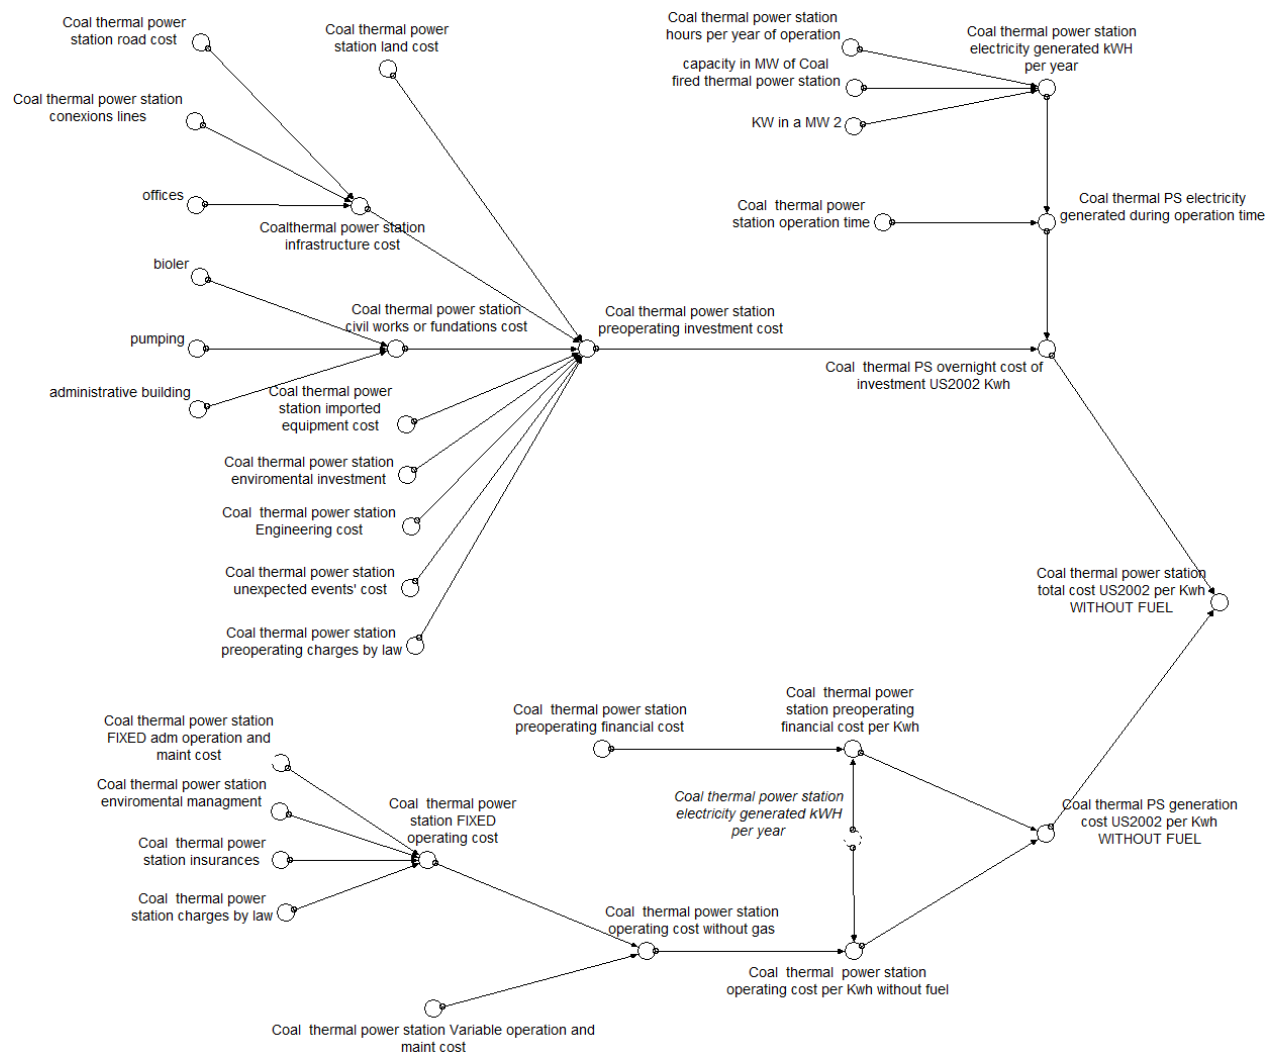 Coal thermal power
station road cost
Coal thermal power
station land cost
Coal thermal power station
hours per year of operation
Coal thermal power station
electricity generated kWH
per year
capacity in MW of Coal
fired thermal power station
Coal thermal power station
conexions lines
KW in a MW 2
offices
Coal thermal power
station operation time
Coal thermal PS electricity
generated during operation time
Coalthermal power station
infrastructure cost
bioler
Coal thermal power station
civil works or fundations cost
Coal thermal power station
preoperating investment cost
pumping
Coal thermal PS overnight cost of
investment US2002 Kwh
administrative building
Coal thermal power
station imported
equipment cost
Coal thermal power station
enviromental investment
Coal thermal power station
Engineering cost
Coal thermal power station
unexpected events' cost
Coal thermal power station
total cost US2002 per Kwh
WITHOUT FUEL
Coal thermal power station
preoperating charges by law
Coal thermal power station
FIXED adm operation and
maint cost
Coal thermal power station
preoperating financial cost
Coal thermal power
station preoperating
financial cost per Kwh
Coal thermal power station
enviromental managment
Coal thermal power
station FIXED
operating cost
Coal thermal power station
electricity generated kWH
per year
Coal thermal PS generation
cost US2002 per Kwh
WITHOUT FUEL
Coal thermal power
station insurances
Coal thermal power
station charges by law
Coal thermal power station
operating cost without gas
Coal thermal power station
operating cost per Kwh without fuel
Coal thermal power station Variable operation and
maint cost